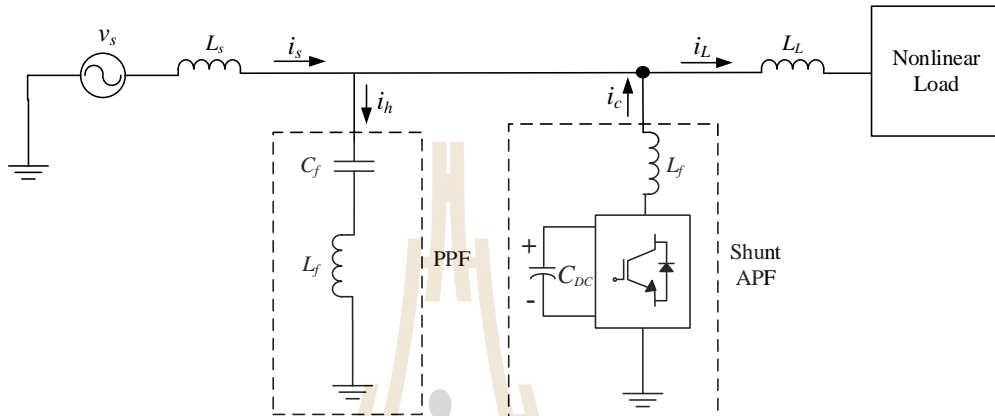 v_s
L_s
i_s
i_L
L_L
Nonlinear
Load
i_h
i_c
C_f
L_f
L_f
PPF
Shunt
APF
+
C_DC
-